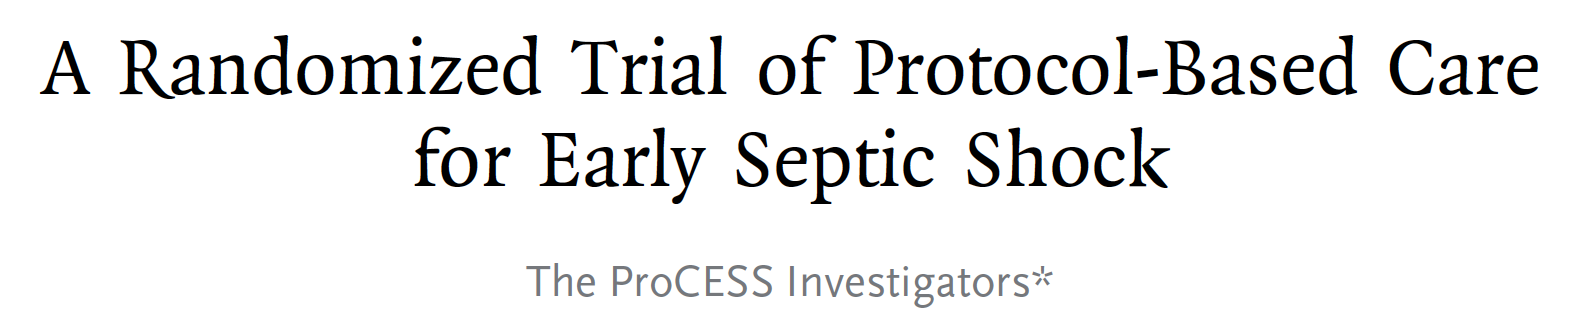 A Randomized Trial of Protocol-Based Care
for Early Septic Shock
The ProCESS Investigators*